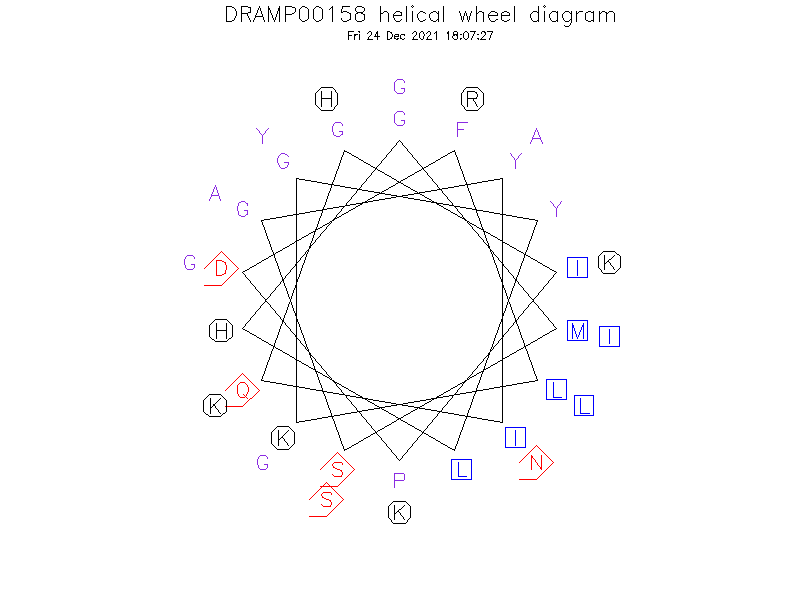 DRAMP00158 helical wheel diagram
Fri 24 Dec 2021 18:07:27
G
H R
G
Y G F A
G Y
A
G Y
G D I K
H M I
Q L
K L
K I
G S L N
P
S
K